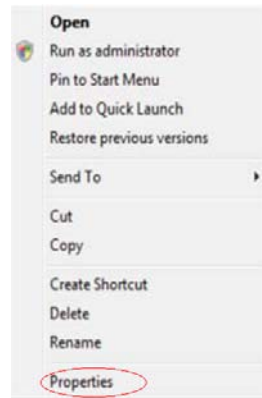 Open
Run as administrator
Pin to Start Menu
Add to Quick Launch
Restore previous versions
Send To
Cut
Copy
Create Shortcut
Delete
Rename
Properties